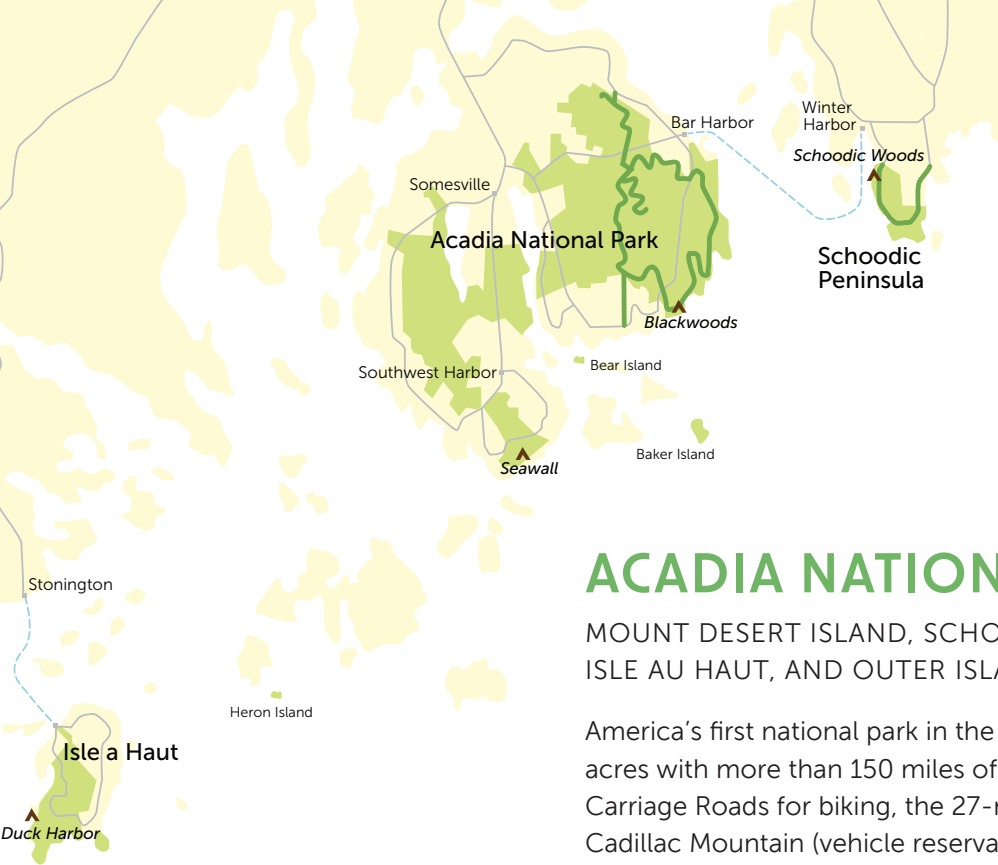 Bar Harbor
Winter
Harbor
Schoodic Woods
Somesville
Acadia National Park
Schoodic
Peninsula
Blackwoods
Bear Island
Southwest Harbor
Baker Island
Seawall
Stonington
Heron Island
Isle a Haut
Duck Harbor
ACADIA NATION
MOUNT DESERT ISLAND, SCHO
ISLE AU HAUT, AND OUTER ISLA
America's first national park in the
acres with more than 150 miles of
Carriage Roads for biking, the 27-
Cadillac Mountain (vehicle reserva